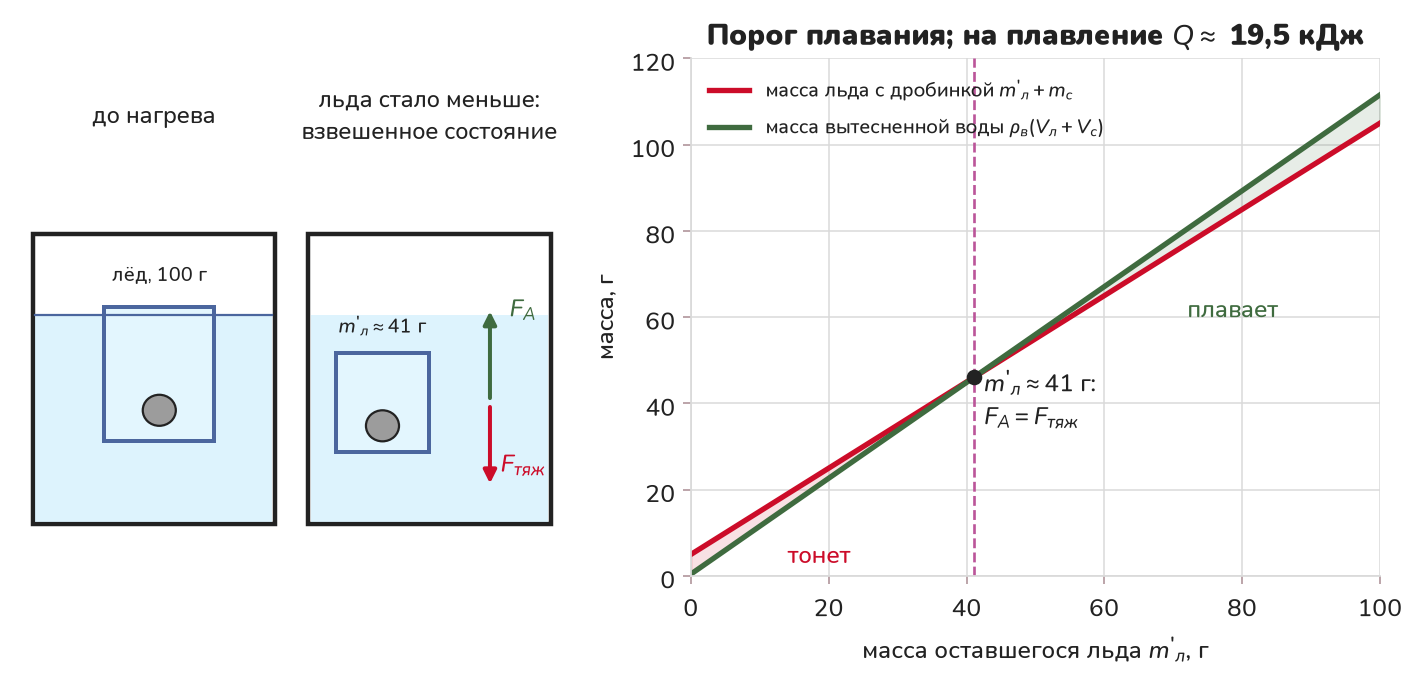 до нагрева
льда стало меньше:
взвешенное состояние
лёд, 100 г
m'л ≈ 41 г
FA
Fтяж
Порог плавания; на плавление Q ≈ 19,5 кДж
масса льда с дробинкой m'л + mс
масса вытесненной воды ρв(Vл + Vс)
масса, г
120
100
80
60
40
20
0
плавает
m'л ≈ 41 г:
FA = Fтяж
тонет
0 20 40 60 80 100
масса оставшегося льда m'л, г